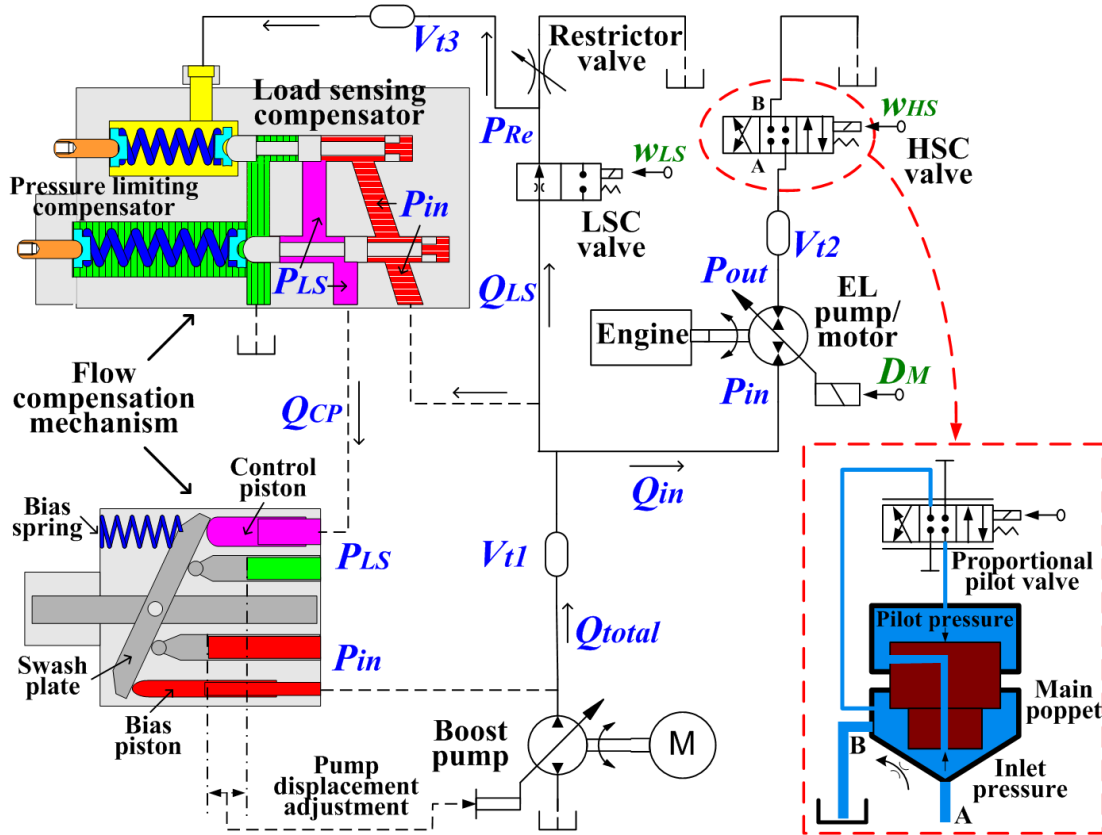 Vt3
Restrictor
valve
B
wHS
Load sensing
compensator
PRe
wLS
A
HSC
valve
Pressure limiting
compensator
Pin
LSC
valve
Vt2
PLS
QLS
Pout
EL
pump/
motor
Engine
Flow
compensation
mechanism
QCP
Pin
DM
Control
piston
Qin
Bias
spring
PLS
Vt1
Proportional
pilot valve
Qtotal
Pilot pressure
Pin
Swash
plate
Main
poppet
Bias
piston
Boost
pump
M
B
Pump
displacement
adjustment
Inlet
pressure
A